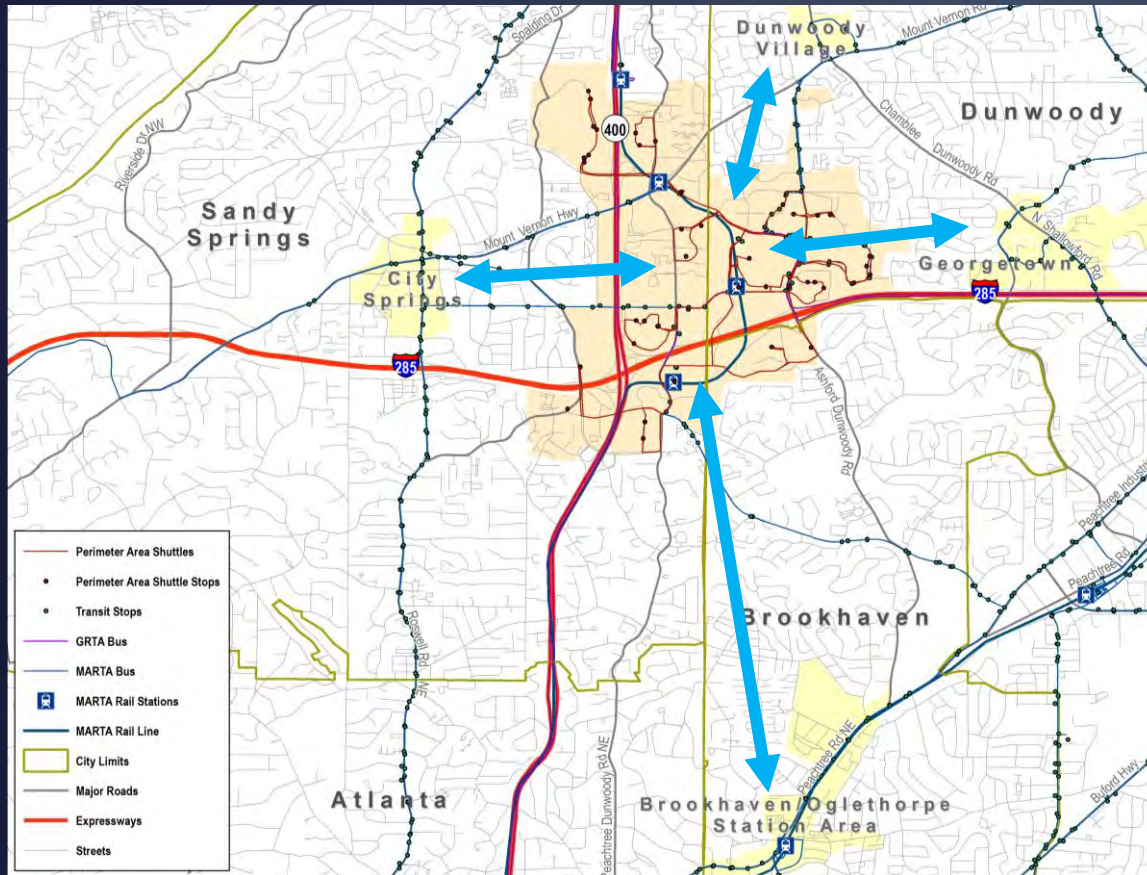 Dunwoody
Village
Mount Vernon Rd
Spalding Dr
400
Dunwoody
Chamblee Dunwoody Rd
Riverside Dr NW
Sandy
Springs
Mount Vernon Hwy
N Shallowford Rd
City
Springs
Georgetown
285
285
Ashford Dunwoody Rd
Peachtree Industr
Peachtree Rd
Brookhaven
Roswell Rd NE
Peachtree Dunwoody Rd NE
Peachtree Rd NE
Buford Hwy
Atlanta
Brookhaven/Oglethorpe
Station Area
Perimeter Area Shuttles
Perimeter Area Shuttle Stops
Transit Stops
GRTA Bus
MARTA Bus
MARTA Rail Stations
MARTA Rail Line
City Limits
Major Roads
Expressways
Streets